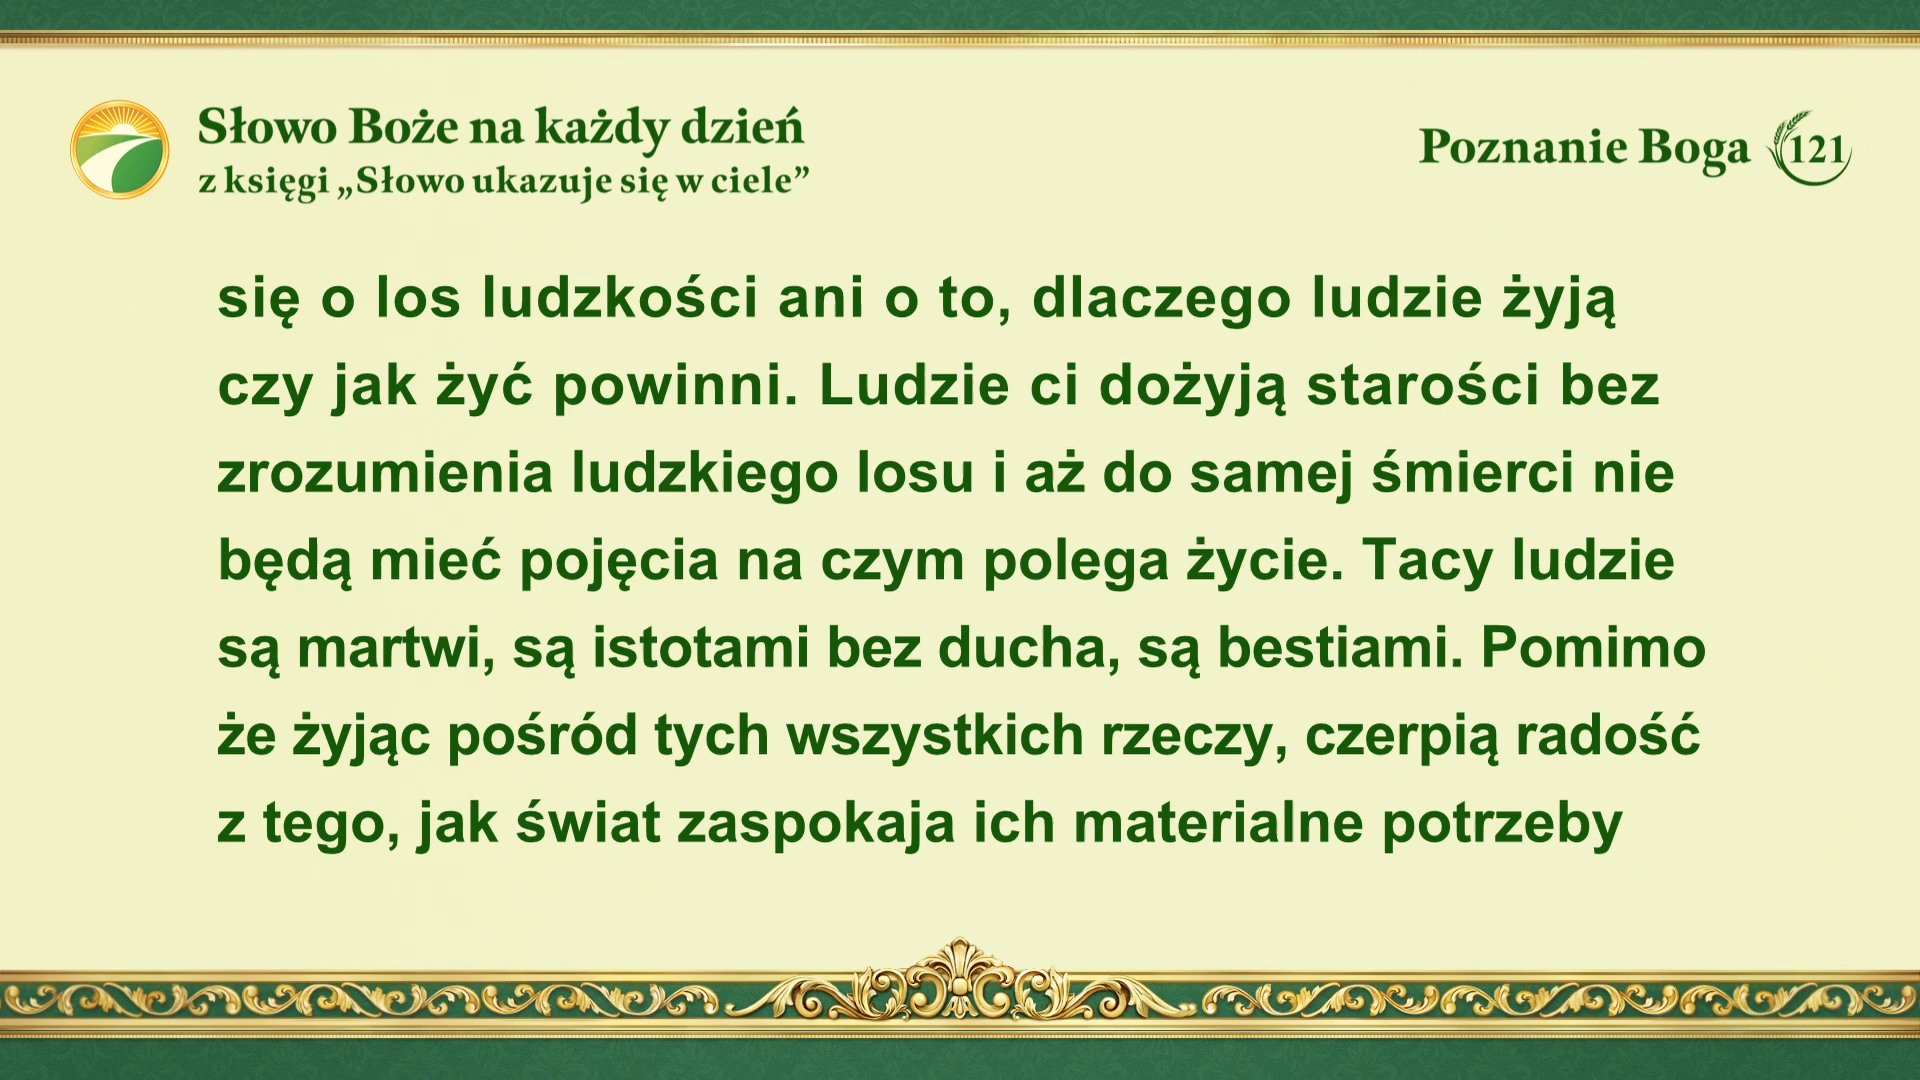 Słowo Boże na każdy dzień
z księgi „Słowo ukazuje się w ciele”
Poznanie Boga 121
się o los ludzkości ani o to, dlaczego ludzie żyją
czy jak żyć powinni. Ludzie ci dożyją starości bez
zrozumienia ludzkiego losu i aż do samej śmierci nie
będą mieć pojęcia na czym polega życie. Tacy ludzie
są martwi, są istotami bez ducha, są bestiami. Pomimo
że żyjąc pośród tych wszystkich rzeczy, czerpią radość
z tego, jak świat zaspokaja ich materialne potrzeby